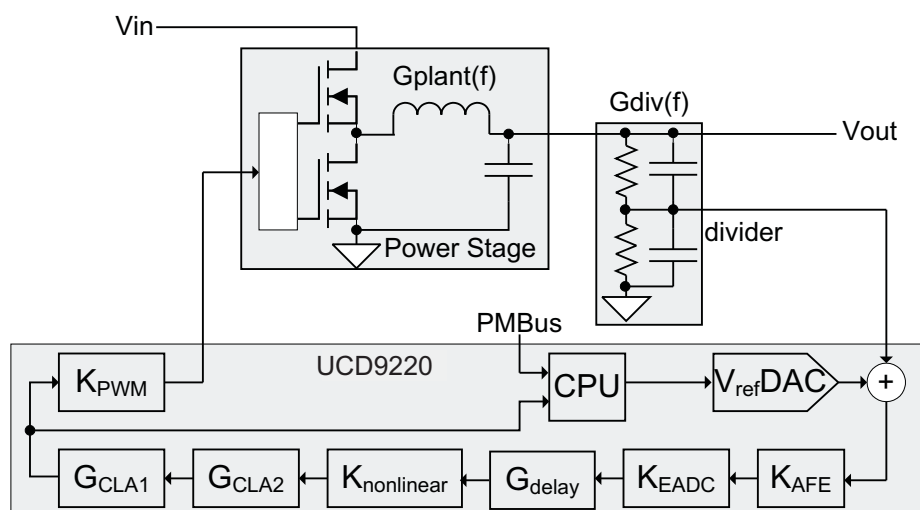 Vin
Gplant(f)
Gdiv(f)
Vout
Power Stage
divider
PMBus
UCD9220
KPWM
CPU
VrefDAC
+
GCLA1
GCLA2
Knonlinear
Gdelay
KEADC
KAFE